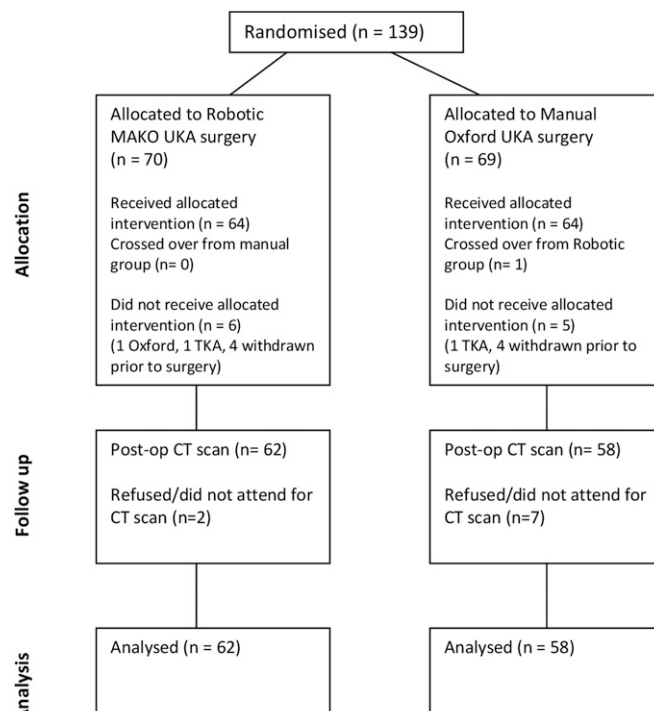 Randomised (n = 139)
Allocation
Allocated to Robotic
MAKO UKA surgery
(n = 70)
Received allocated
intervention (n = 64)
Crossed over from manual
group (n= 0)
Did not receive allocated
intervention (n = 6)
(1 Oxford, 1 TKA, 4 withdrawn
prior to surgery)
Allocated to Manual
Oxford UKA surgery
(n = 69)
Received allocated
intervention (n = 64)
Crossed over from Robotic
group (n= 1)
Did not receive allocated
intervention (n = 5)
(1 TKA, 4 withdrawn prior to
surgery)
Follow up
Post-op CT scan (n= 62)
Refused/did not attend for
CT scan (n=2)
Post-op CT scan (n= 58)
Refused/did not attend for
CT scan (n=7)
Analysis
Analysed (n = 62)
Analysed (n = 58)